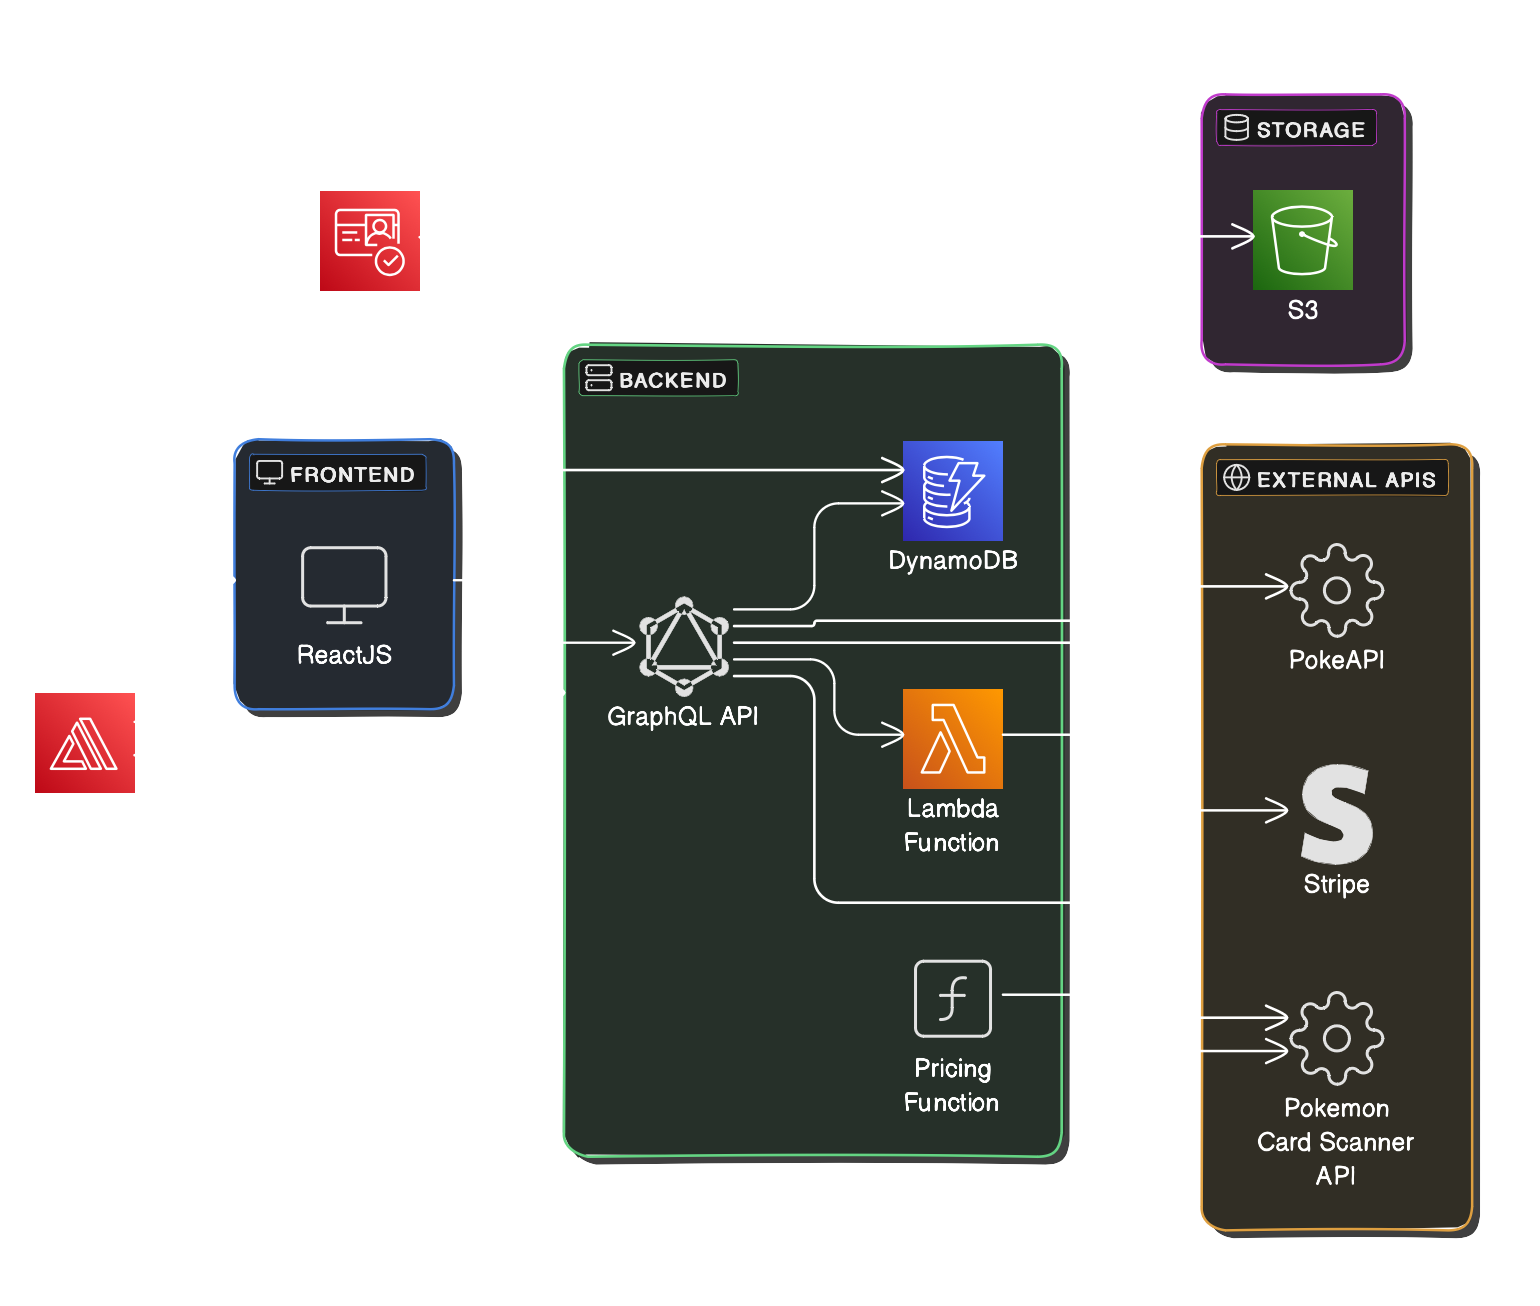 STORAGE
S3
BACKEND
FRONTEND
EXTERNAL APIS
DynamoDB
ReactJS
PokeAPI
GraphQL API
Lambda
Function
Stripe
Pricing
Function
Pokemon
Card Scanner
API